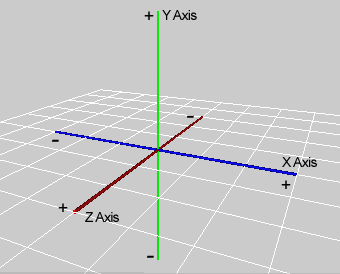 + Y Axis
-
-
X Axis
+
+
Z Axis
-